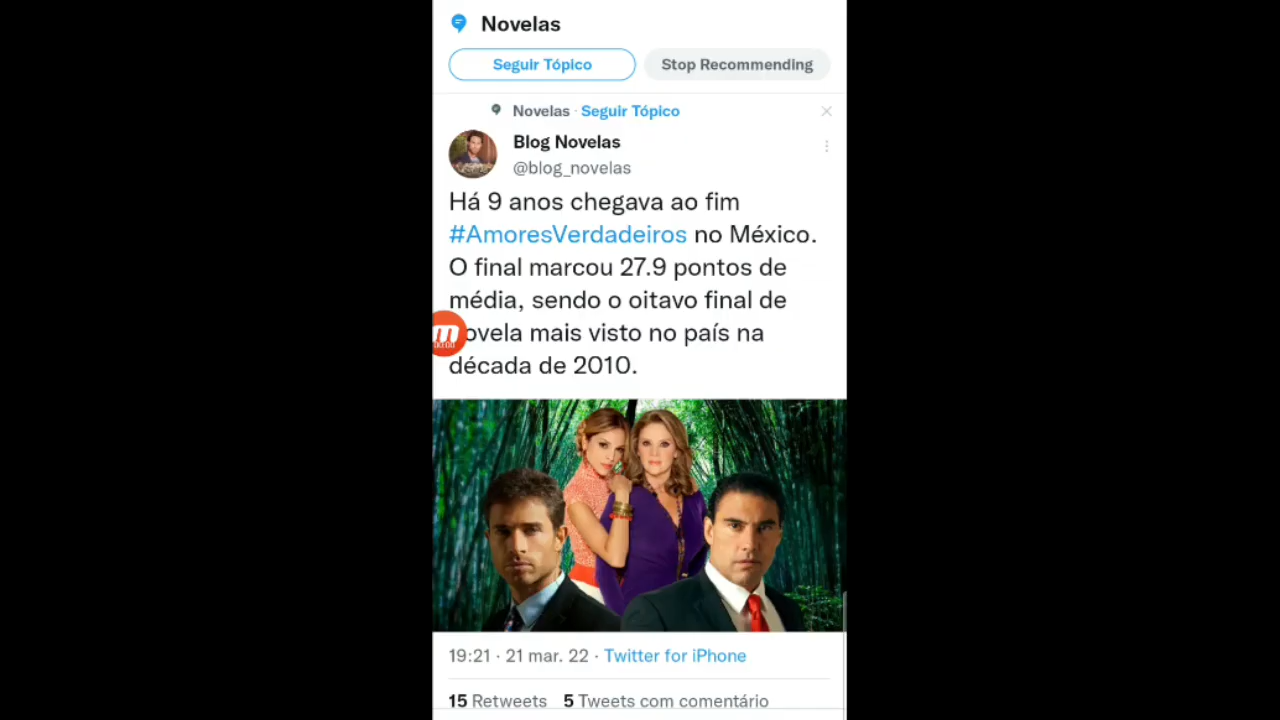 Novelas
Seguir Tópico
Stop Recommending
Novelas · Seguir Tópico
Blog Novelas
@blog_novelas
Há 9 anos chegava ao fim
#AmoresVerdadeiros no México.
O final marcou 27.9 pontos de
média, sendo o oitavo final de
ovela mais visto no país na
década de 2010.
00:00
19:21 · 21 mar. 22 · Twitter for iPhone
15 Retweets 5 Tweets com comentário